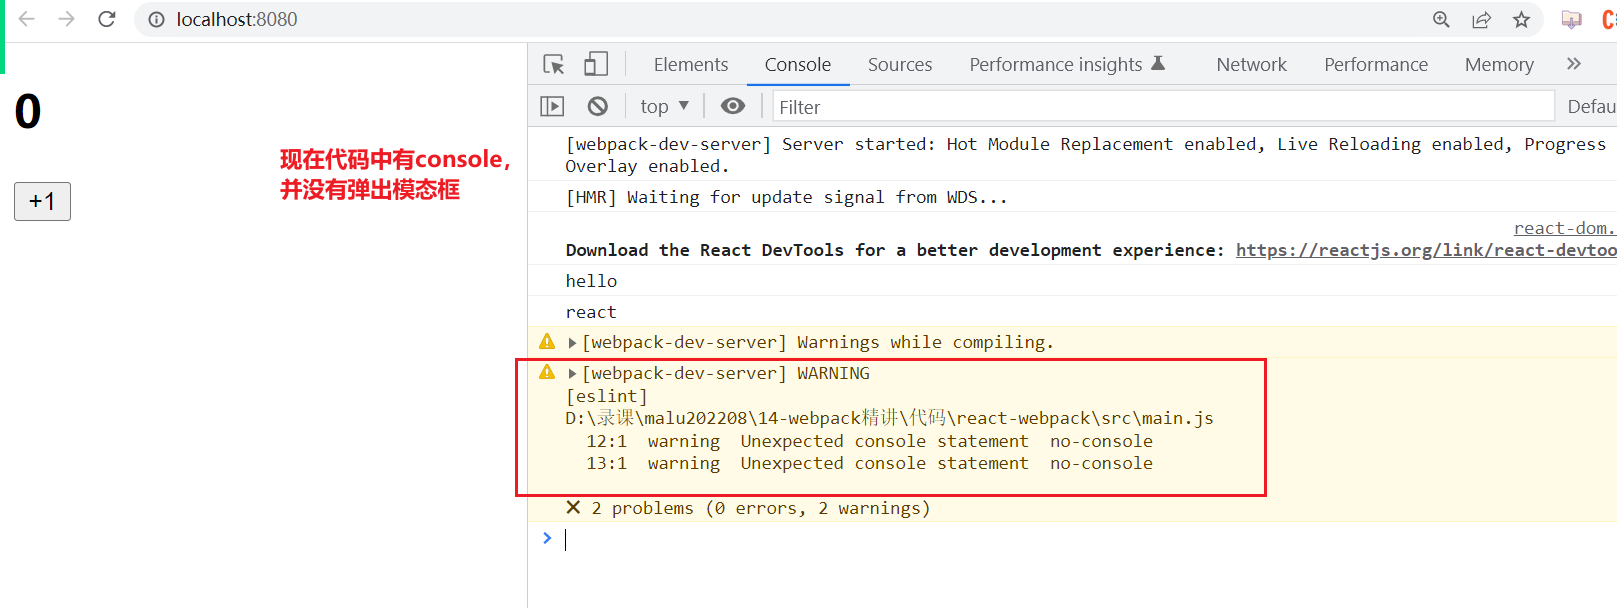 localhost:8080
Elements Console Sources Performance insights Network Performance Memory
top Filter Defau
0
+1
现在代码中有console，
并没有弹出模态框
[webpack-dev-server] Server started: Hot Module Replacement enabled, Live Reloading enabled, Progress
Overlay enabled.
[HMR] Waiting for update signal from WDS...
react-dom.
Download the React DevTools for a better development experience: https://reactjs.org/link/react-devtoo
hello
react
[webpack-dev-server] Warnings while compiling.
[webpack-dev-server] WARNING
[eslint]
D:\录课\malu202208\14-webpack精讲\代码\react-webpack\src\main.js
12:1 warning Unexpected console statement no-console
13:1 warning Unexpected console statement no-console
✕ 2 problems (0 errors, 2 warnings)